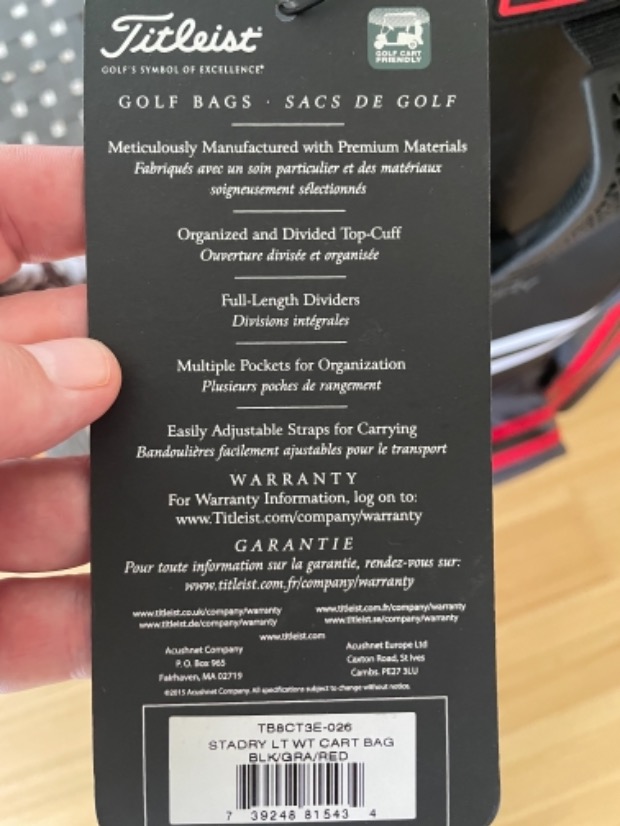 Titleist
GOLF'S SYMBOL OF EXCELLENCE®
GOLF CART
FRIENDLY
GOLF BAGS · SACS DE GOLF
Meticulously Manufactured with Premium Materials
Fabriqués avec un soin particulier et des matériaux
soigneusement sélectionnés
Organized and Divided Top-Cuff
Ouverture divisée et organisée
Full-Length Dividers
Divisions intégrales
Multiple Pockets for Organization
Plusieurs poches de rangement
Easily Adjustable Straps for Carrying
Bandoulières facilement ajustables pour le transport
WARRANTY
For Warranty Information, log on to:
www.Titleist.com/company/warranty
GARANTIE
Pour toute information sur la garantie, rendez-vous sur:
www.titleist.com.fr/company/warranty
www.titleist.co.uk/company/warranty www.titleist.com.fr/company/warranty
www.titleist.de/company/warranty www.titleist.se/company/warranty
www.titleist.com
Acushnet Company
P.O. Box 965
Fairhaven, MA 02719
Acushnet Europe Ltd
Caxton Road, St Ives
Cambs. PE27 3LU
©2015 Acushnet Company. All specifications subject to change without notice.
TB8CT3E-026
STADRY LT WT CART BAG
BLK/GRA/RED
7 39248 81543 4